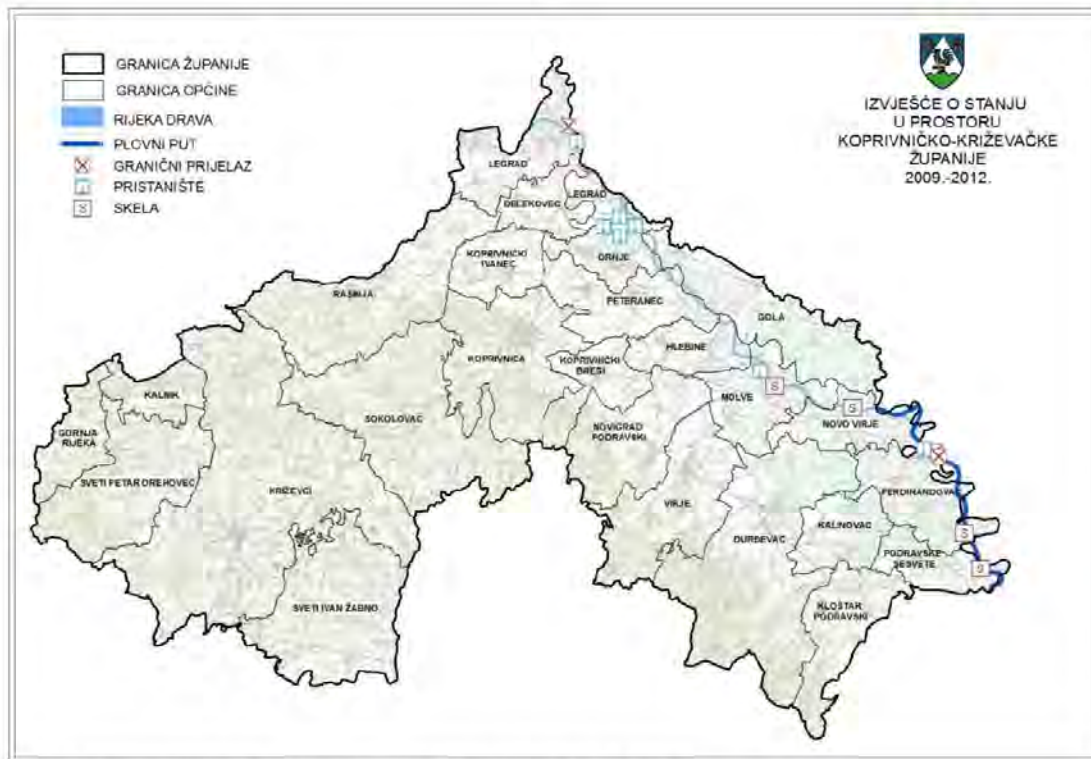 GRANICA ŽUPANIJE
GRANICA OPĆINE
RIJEKA DRAVA
PLOVNI PUT
GRANIČNI PRIJELAZ
PRISTANIŠTE
SKELA
S
IZVJEŠĆE O STANJU
U PROSTORU
KOPRIVNIČKO-KRIŽEVAČKE
ŽUPANIJE
2009.-2012.
LEGRAD
LEGRAD
ĐELEKOVEC
KOPRIVNIČKI
IVANEC
DRNJE
RASINJA
PETERANEC
GOLA
HLEBINE
KOPRIVNICA
KOPRIVNIČKI
BREGI
S
MOLVE
S
KALNIK
SOKOLOVAC
NOVO VIRJE
GORNJA
RIJEKA
NOVIGRAD
PODRAVSKI
SVETI PETAR OREHOVEC
KRIŽEVCI
FERDINANDOVAC
VIRJE
KALINOVAC
S
ĐURĐEVAC
PODRAVSKE
SESVETE
S
SVETI IVAN ŽABNO
KLOŠTAR
PODRAVSKI